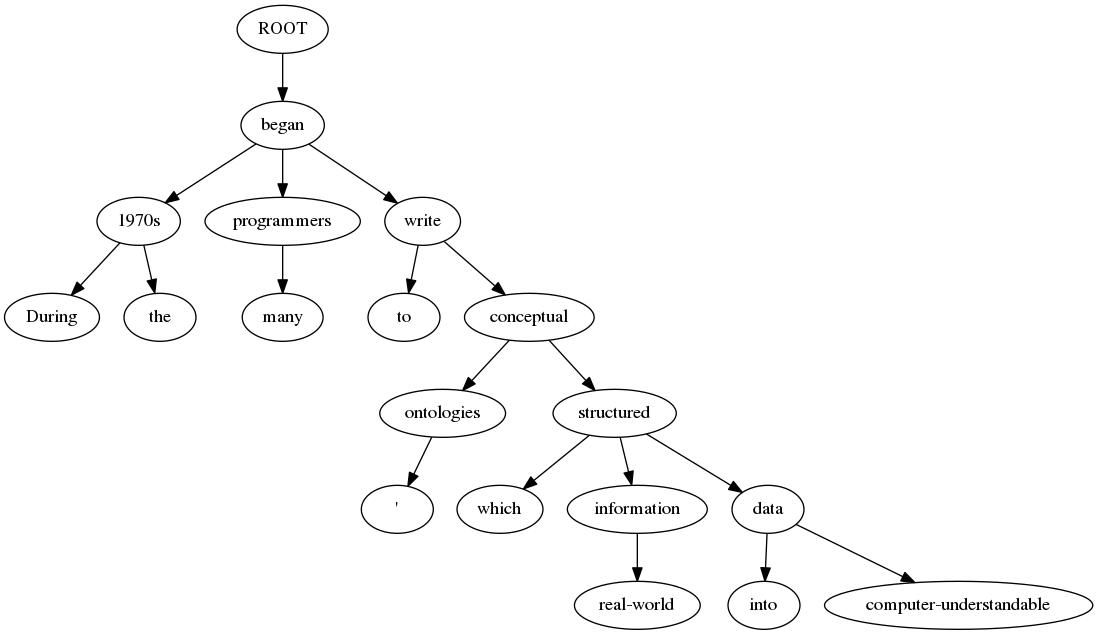 ROOT
began
1970s programmers write
During the many to conceptual
ontologies structured
' which information data
real-world into computer-understandable